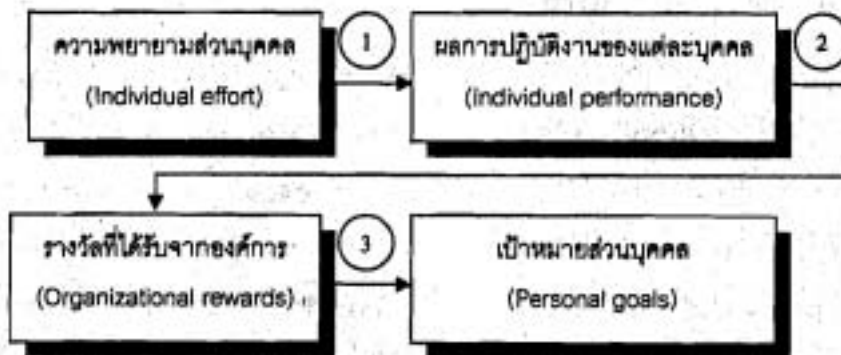 ความพยายามส่วนบุคคล
(Individual effort)
1
ผลการปฏิบัติงานของแต่ละบุคคล
(Individual performance)
2
รางวัลที่ได้รับจากองค์การ
(Organizational rewards)
3
เป้าหมายส่วนบุคคล
(Personal goals)